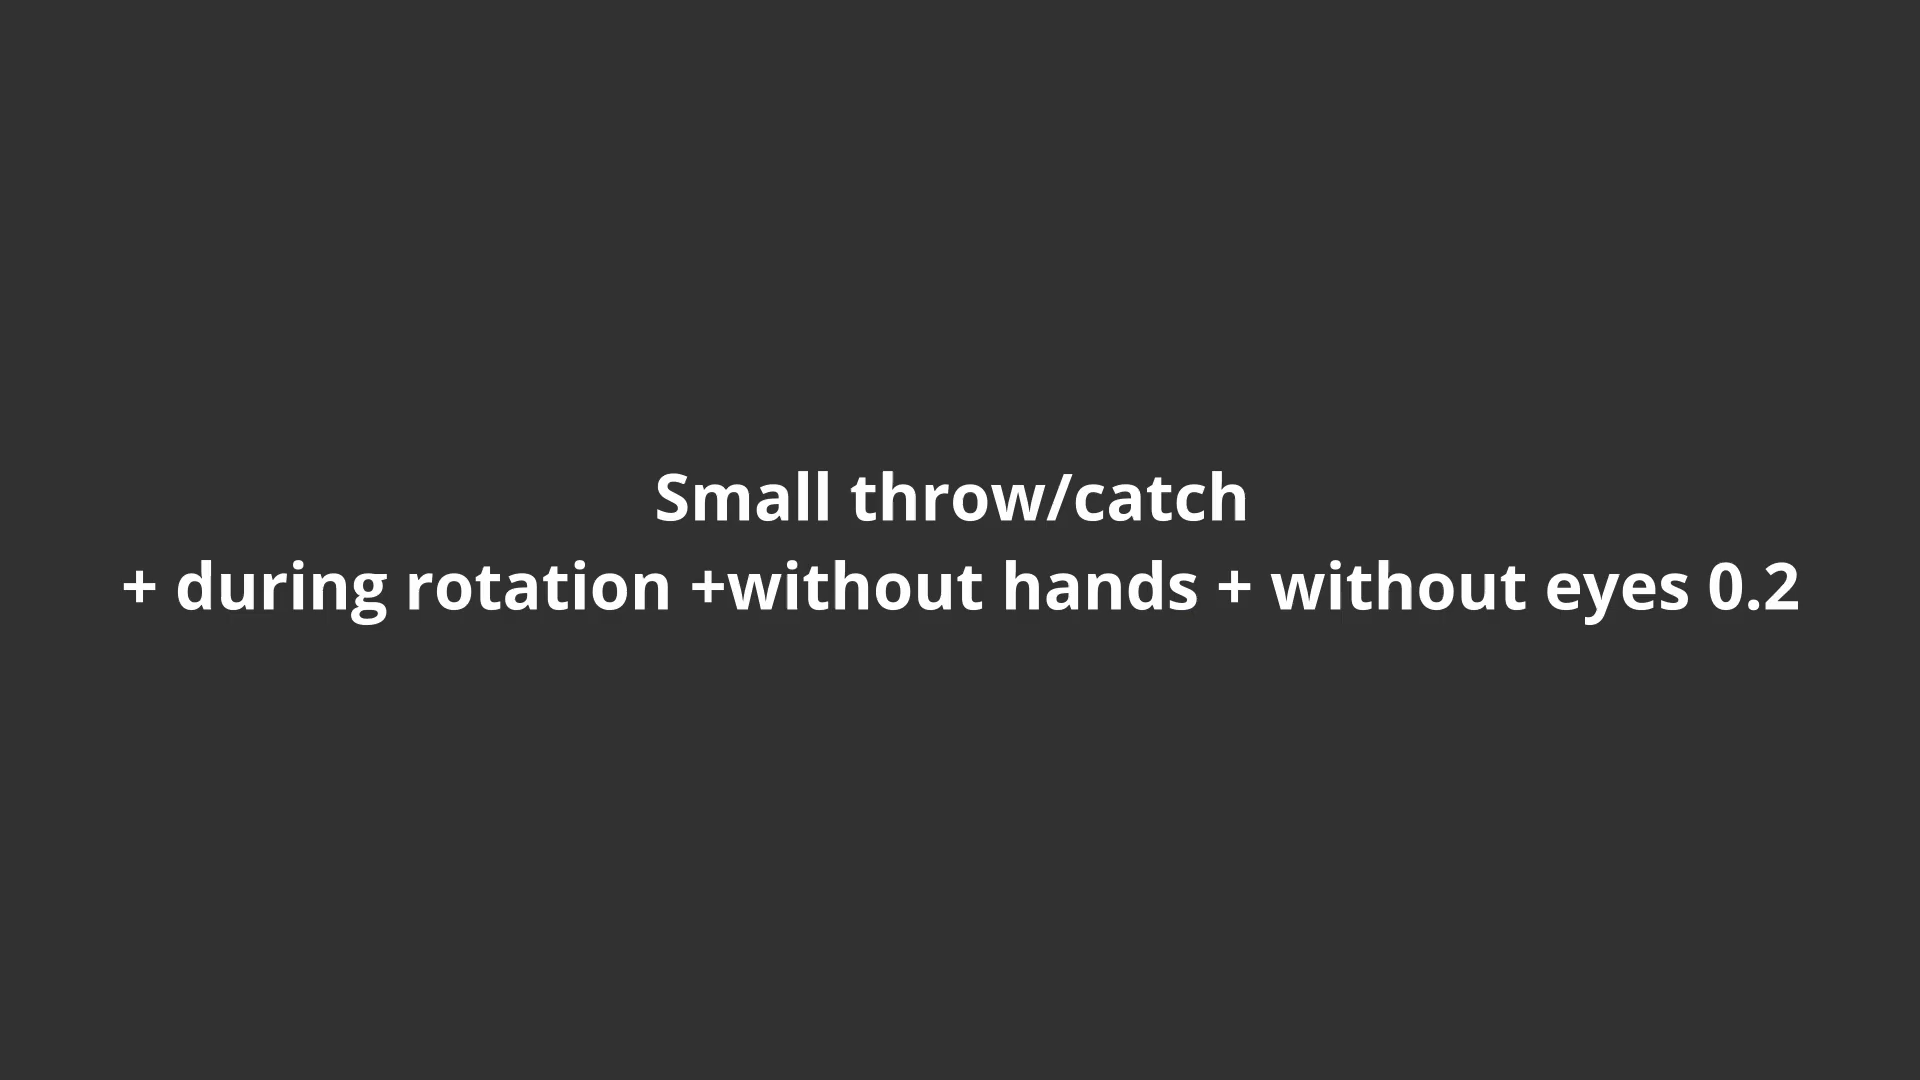 Small throw/catch
+ during rotation +without hands + without eyes 0.2